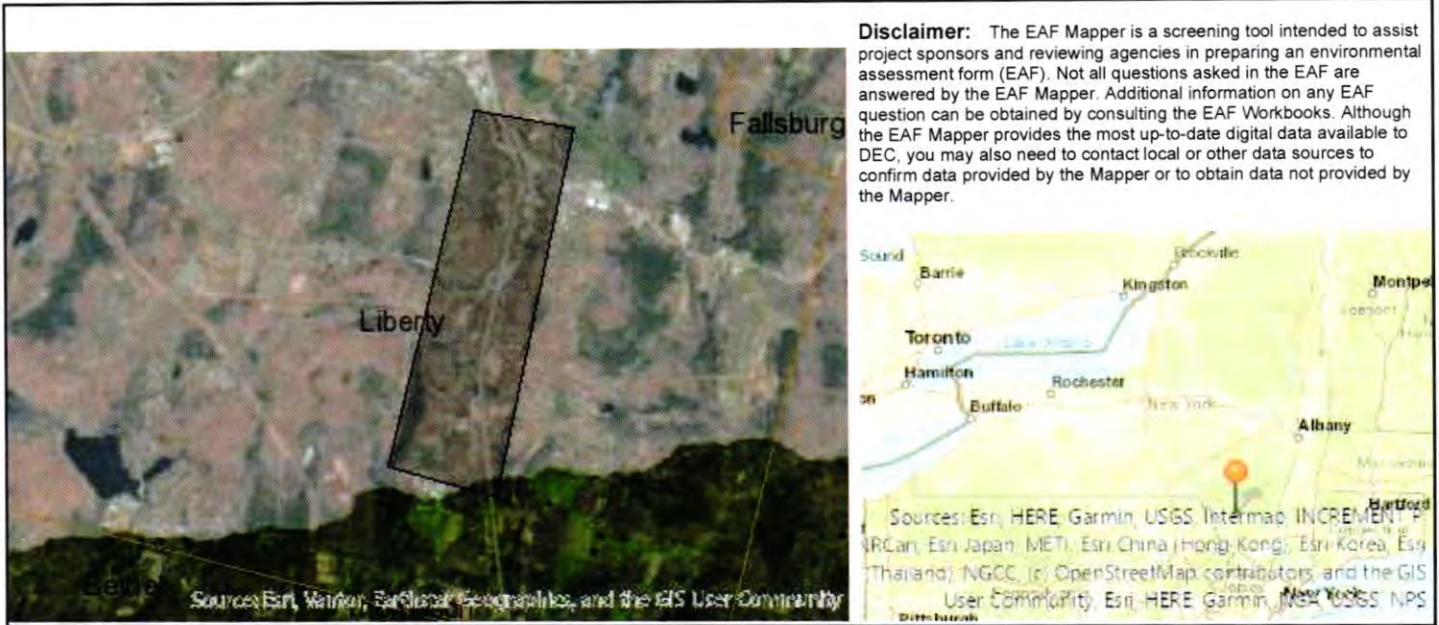 Disclaimer: The EAF Mapper is a screening tool intended to assist
project sponsors and reviewing agencies in preparing an environmental
assessment form (EAF). Not all questions asked in the EAF are
answered by the EAF Mapper. Additional information on any EAF
question can be obtained by consulting the EAF Workbooks. Although
the EAF Mapper provides the most up-to-date digital data available to
DEC, you may also need to contact local or other data sources to
confirm data provided by the Mapper or to obtain data not provided by
the Mapper.
Fallsburg
Liberty
Sources: Esri, Maxar, Earthstar Geographics, and the GIS User Community
Sound
Barrie
Kingston
Montpel
Toronto
Hamilton
Rochester
Buffalo
New York
Albany
Hartford
Sources: Esri, HERE, Garmin, USGS, Intermap, INCREMENT P,
NRCan, Esri Japan, METI, Esri China (Hong Kong), Esri Korea, Esri
(Thailand), NGCC, (c) OpenStreetMap contributors, and the GIS
User Community, Esri, HERE, Garmin, NGA, USGS, NPS
New York
Pittsburgh